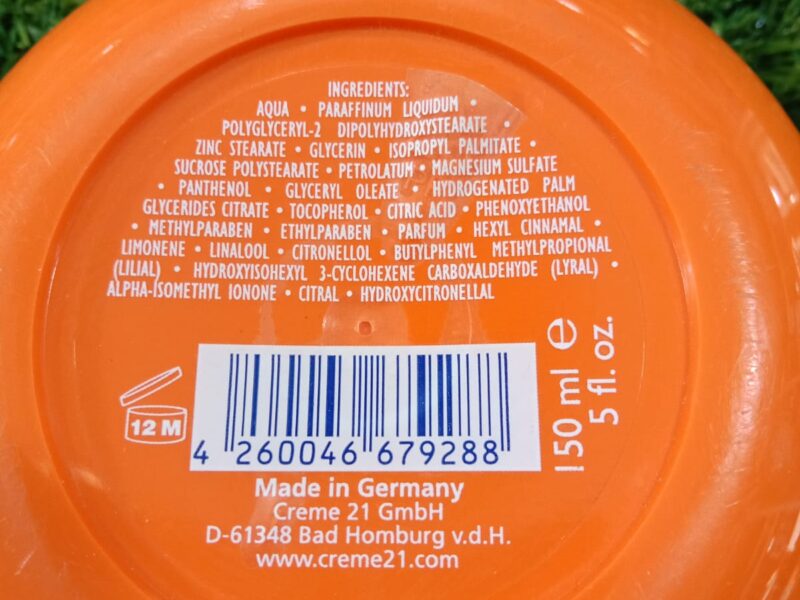 INGREDIENTS:
AQUA • PARAFFINUM LIQUIDUM •
POLYGLYCERYL-2 DIPOLYHYDROXYSTEARATE •
ZINC STEARATE • GLYCERIN • ISOPROPYL PALMITATE •
SUCROSE POLYSTEARATE • PETROLATUM • MAGNESIUM SULFATE
• PANTHENOL • GLYCERYL OLEATE • HYDROGENATED PALM
GLYCERIDES CITRATE • TOCOPHEROL • CITRIC ACID • PHENOXYETHANOL
• METHYLPARABEN • ETHYLPARABEN • PARFUM • HEXYL CINNAMAL •
LIMONENE • LINALOOL • CITRONELLOL • BUTYLPHENYL METHYLPROPIONAL
(LILIAL) • HYDROXYISOHEXYL 3-CYCLOHEXENE CARBOXALDEHYDE (LYRAL) •
ALPHA-ISOMETHYL IONONE • CITRAL • HYDROXYCITRONELLAL
12 M
4 260046 679288
150 ml e
5 fl. oz.
Made in Germany
Creme 21 GmbH
D-61348 Bad Homburg v.d.H.
www.creme21.com